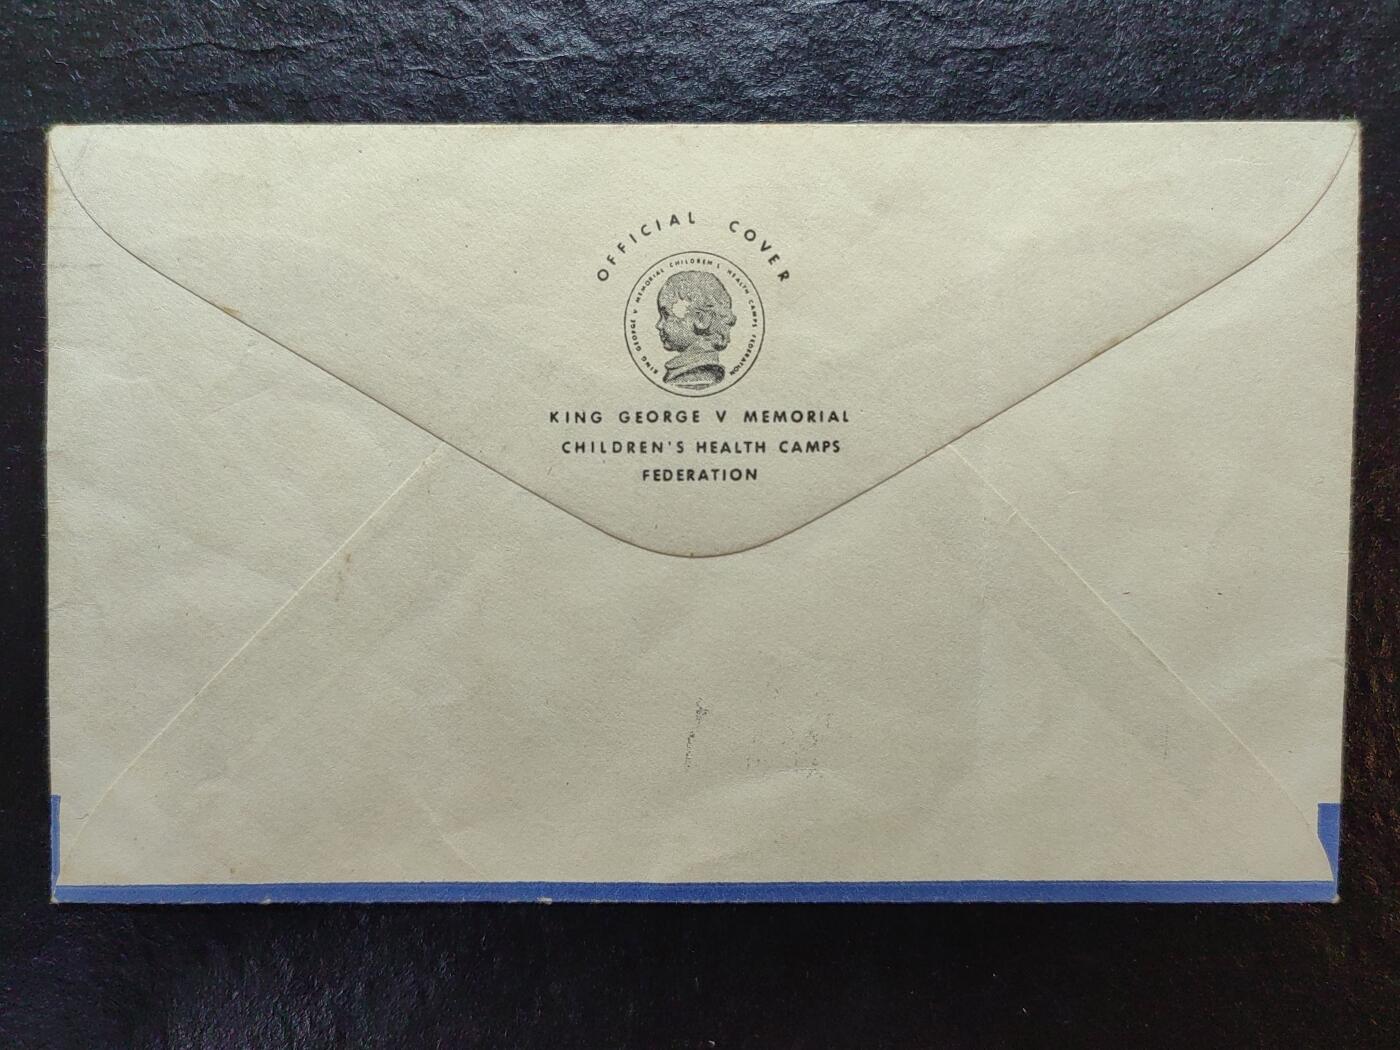 OFFICIAL COVER
KING GEORGE V MEMORIAL CHILDREN'S HEALTH CAMPS FEDERATION
KING GEORGE V MEMORIAL
CHILDREN'S HEALTH CAMPS
FEDERATION